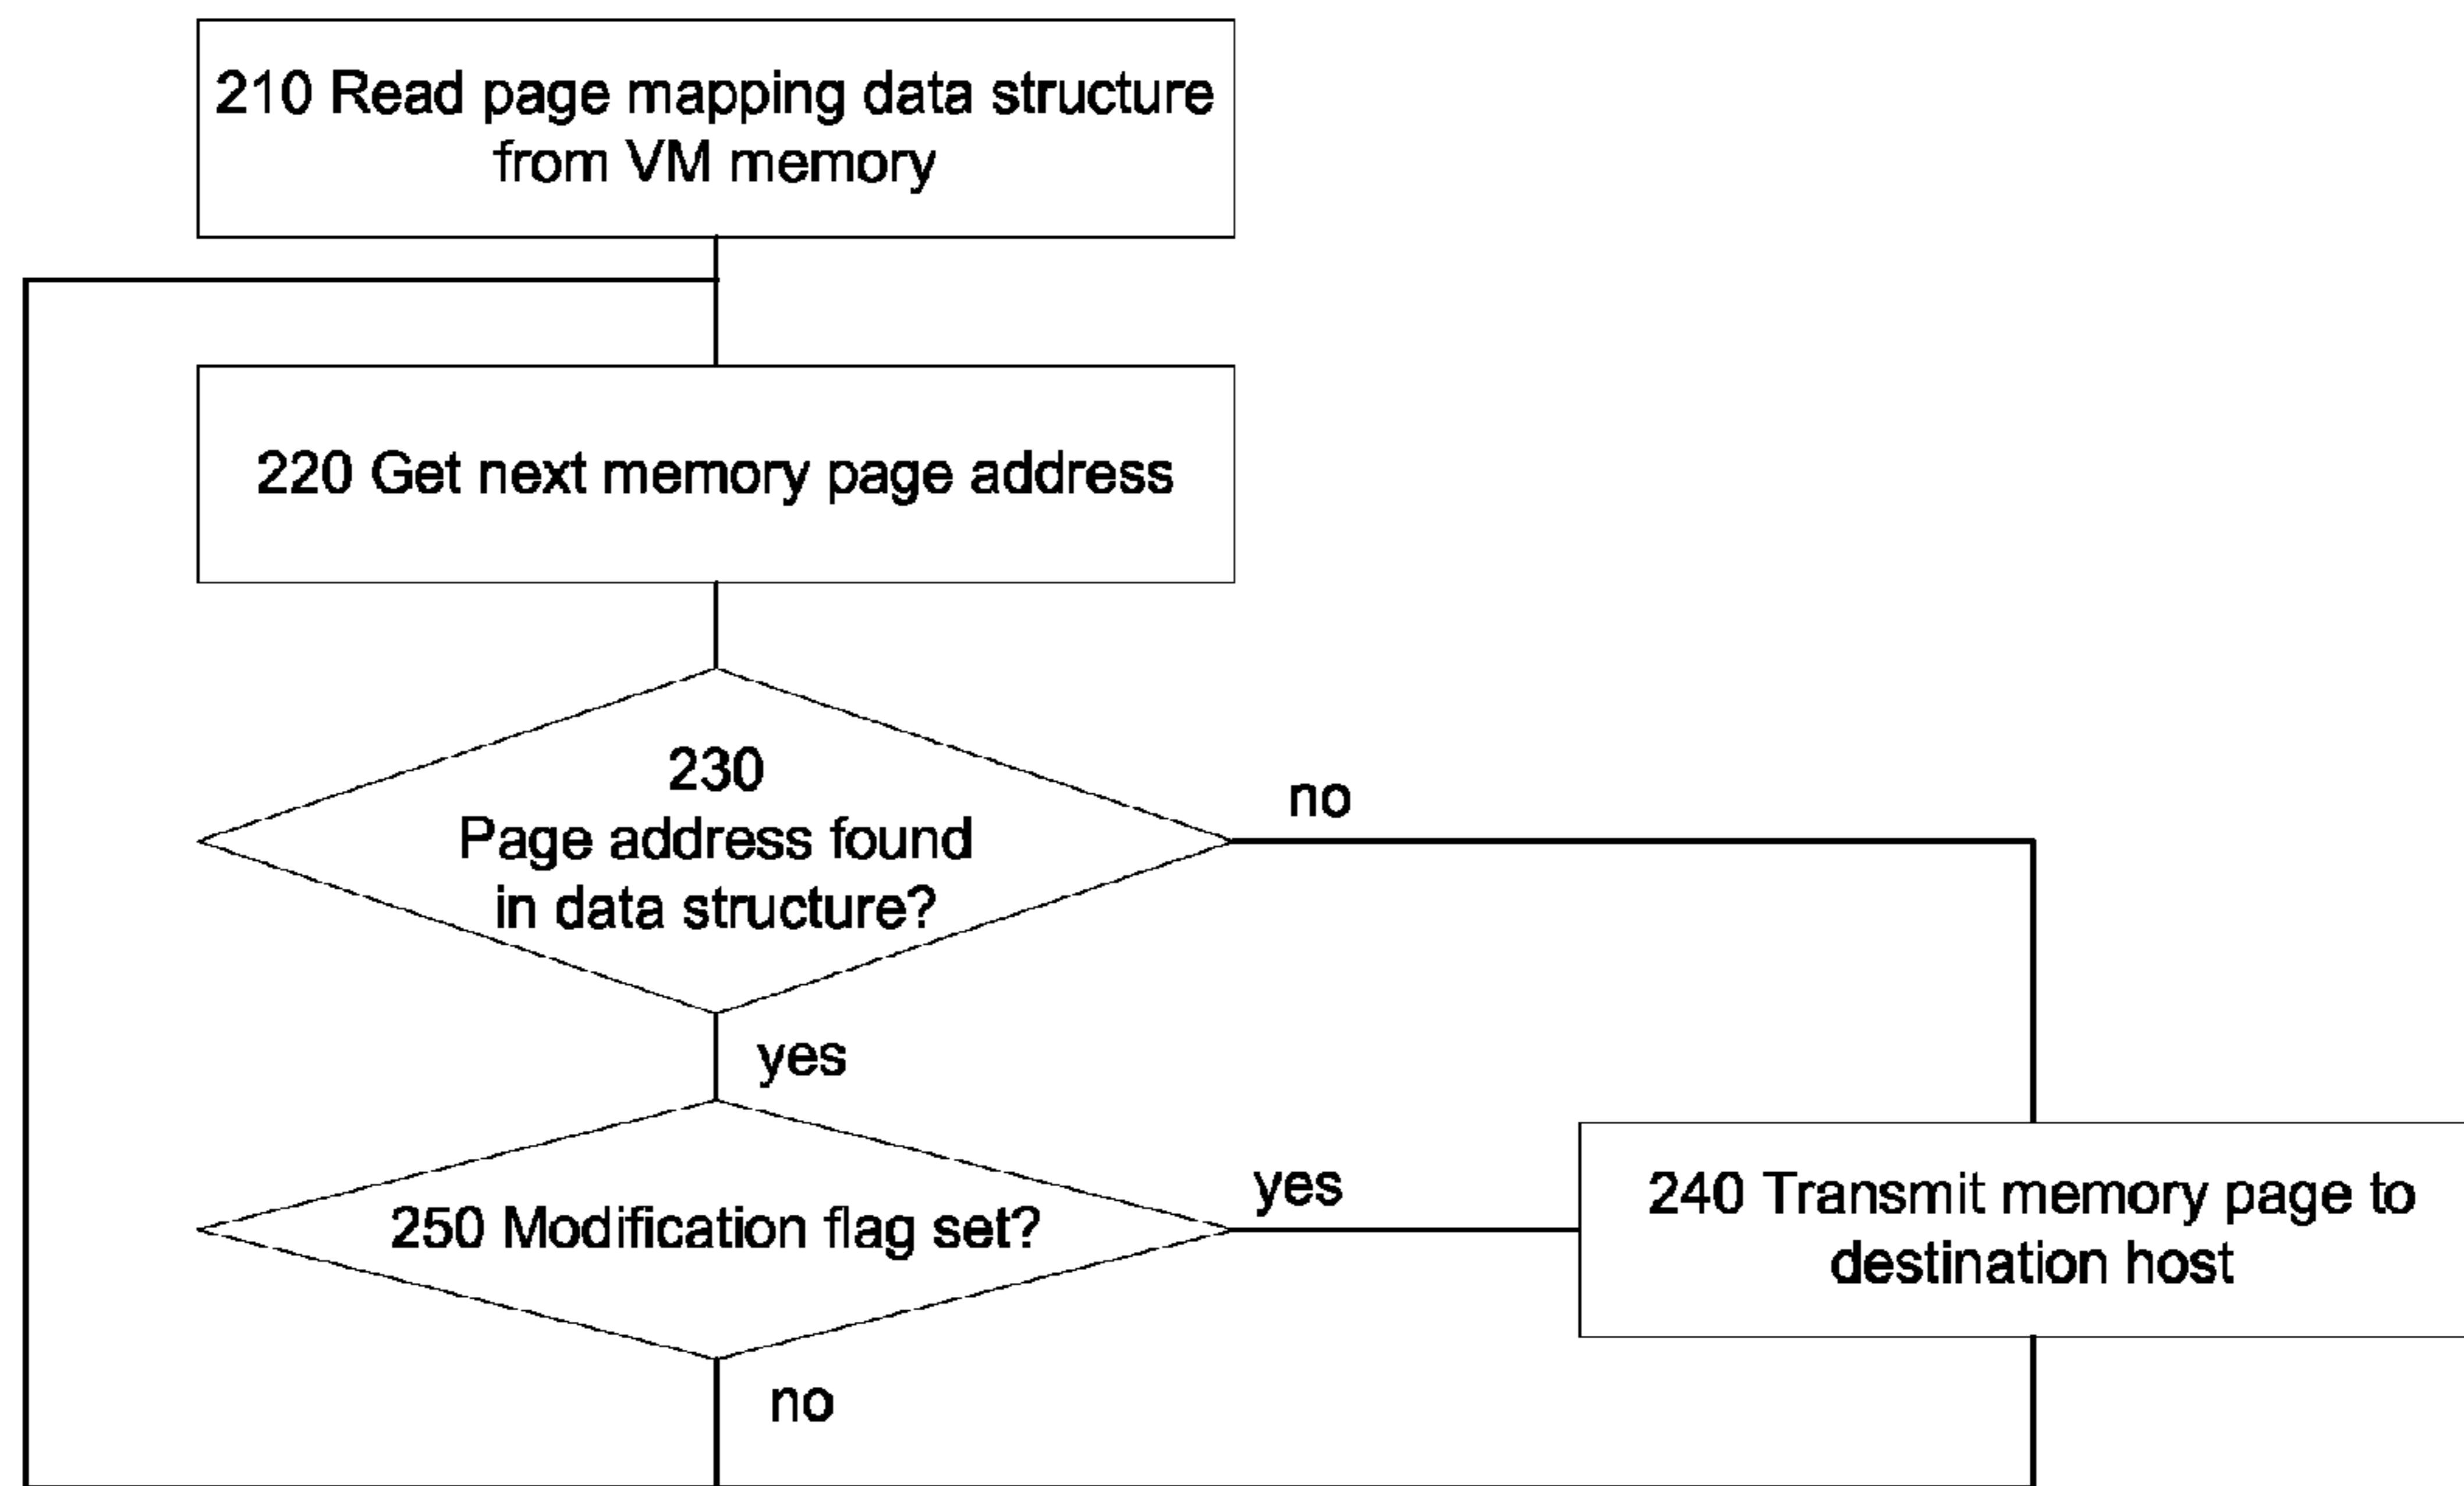 210 Read page mapping data structure
from VM memory
220 Get next memory page address
230
Page address found
in data structure?
no
yes
250 Modification flag set?
yes
240 Transmit memory page to
destination host
no